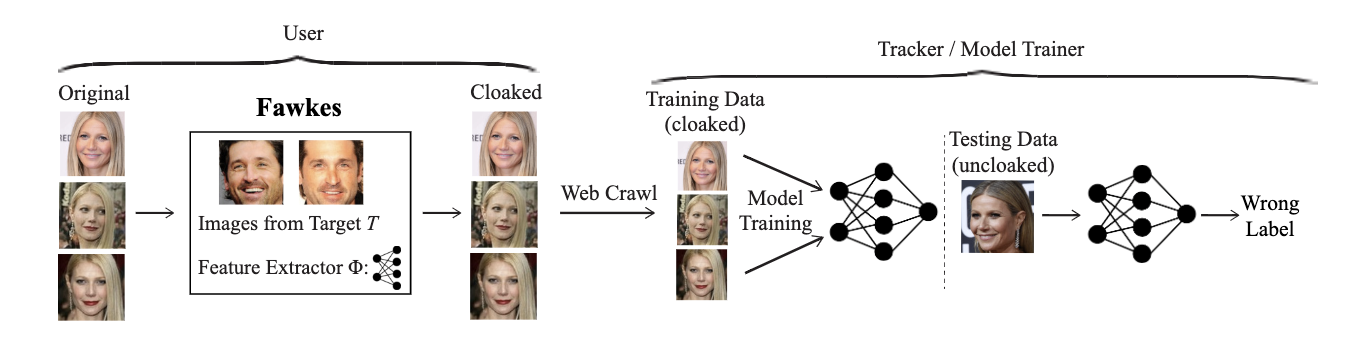 User
Tracker / Model Trainer
Original
Fawkes
Cloaked
Training Data
(cloaked)
Testing Data
(uncloaked)
Images from Target T
Feature Extractor Φ:
Web Crawl
Model
Training
Wrong
Label